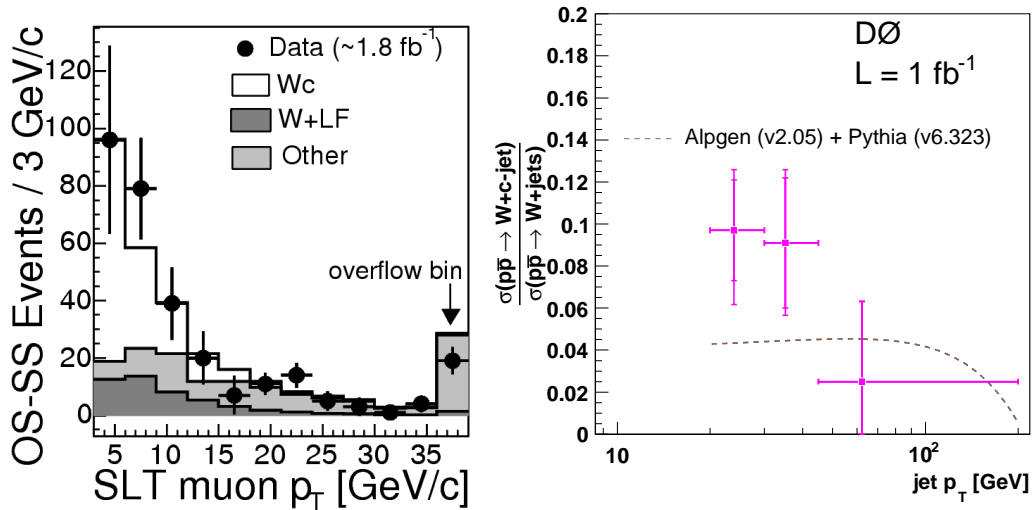 OS-SS Events / 3 GeV/c
120
100
80
60
40
20
0
Data (~1.8 fb⁻¹)
Wc
W+LF
Other
overflow bin
5 10 15 20 25 30 35
SLT muon p_T [GeV/c]
σ(pp̅ → W+c-jet)
σ(pp̅ → W+jets)
0.2
0.18
0.16
0.14
0.12
0.1
0.08
0.06
0.04
0.02
0
DØ
L = 1 fb⁻¹
Alpgen (v2.05) + Pythia (v6.323)
10 10²
jet p_T [GeV]